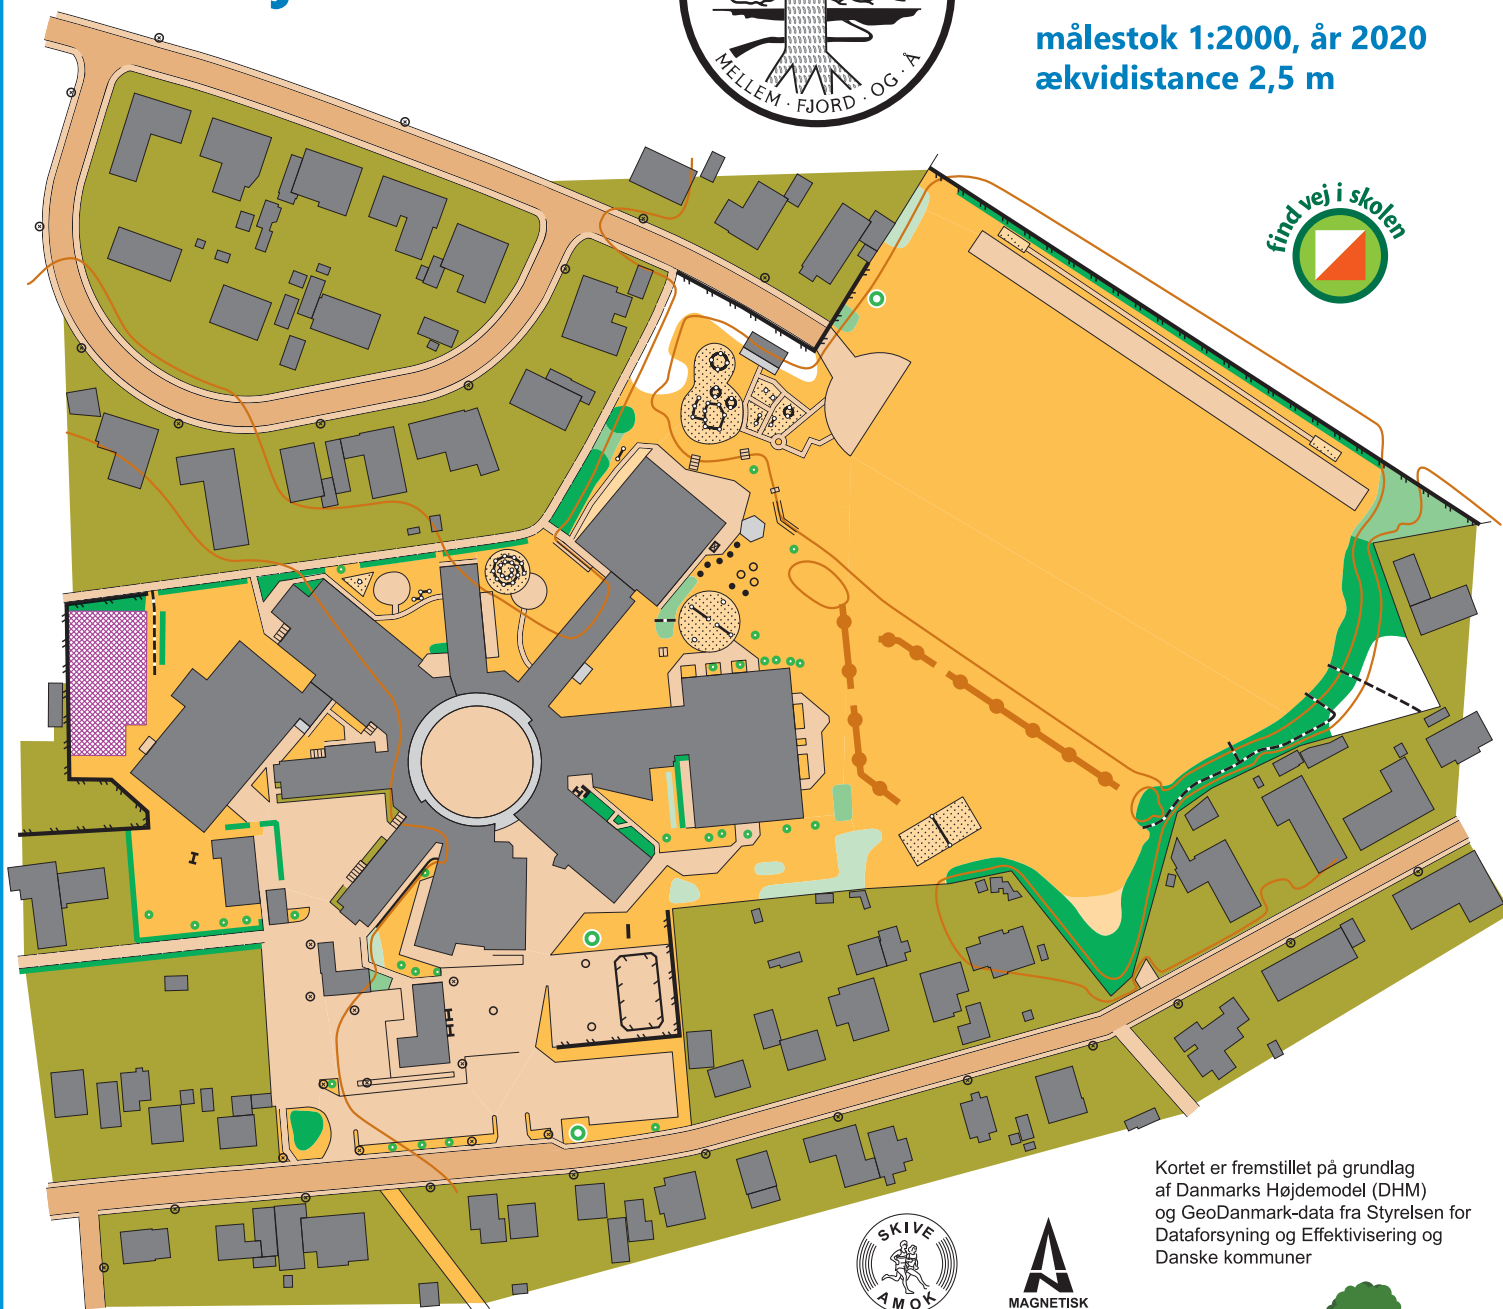 målestok 1:2000, år 2020
ækvidistance 2,5 m
MELLEM · FJORD · OG · Å
find vej i skolen
Kortet er fremstillet på grundlag
af Danmarks Højdemodel (DHM)
og GeoDanmark-data fra Styrelsen for
Dataforsyning og Effektivisering og
Danske kommuner
SKIVE
AMOK
MAGNETISK